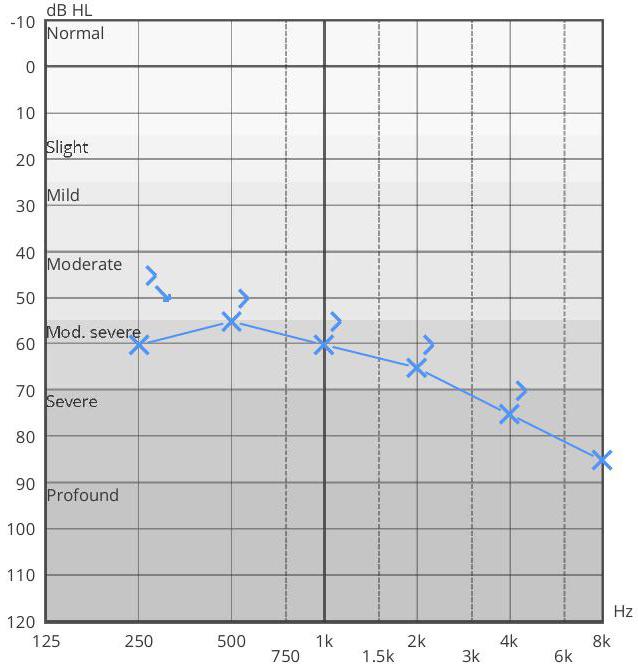 dB HL
-10
Normal
0
10
Slight
20
Mild
30
40
Moderate
50
Mod. severe
60
70
Severe
80
90
Profound
100
110
120
Hz
125 250 500 1k 2k 4k 8k
750 1.5k 3k 6k